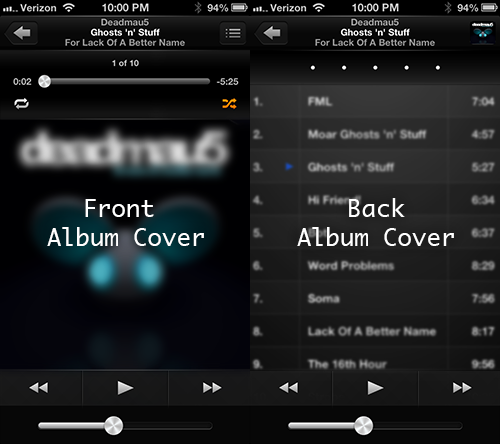 Verizon 10:00 PM 94%
Deadmau5
Ghosts 'n' Stuff
For Lack Of A Better Name
1 of 10
0:02 -5:25
deadmau5
Front
Album Cover
Verizon 10:00 PM 94%
Deadmau5
Ghosts 'n' Stuff
For Lack Of A Better Name
1. FML 7:04
2. Moar Ghosts 'n' Stuff 4:57
3. Ghosts 'n' Stuff 5:27
4. Hi Friend 6:34
5. 6:37
6. Word Problems 8:29
7. Soma 7:56
8. Lack Of A Better Name 8:17
9. The 16th Hour 9:56
Back
Album Cover